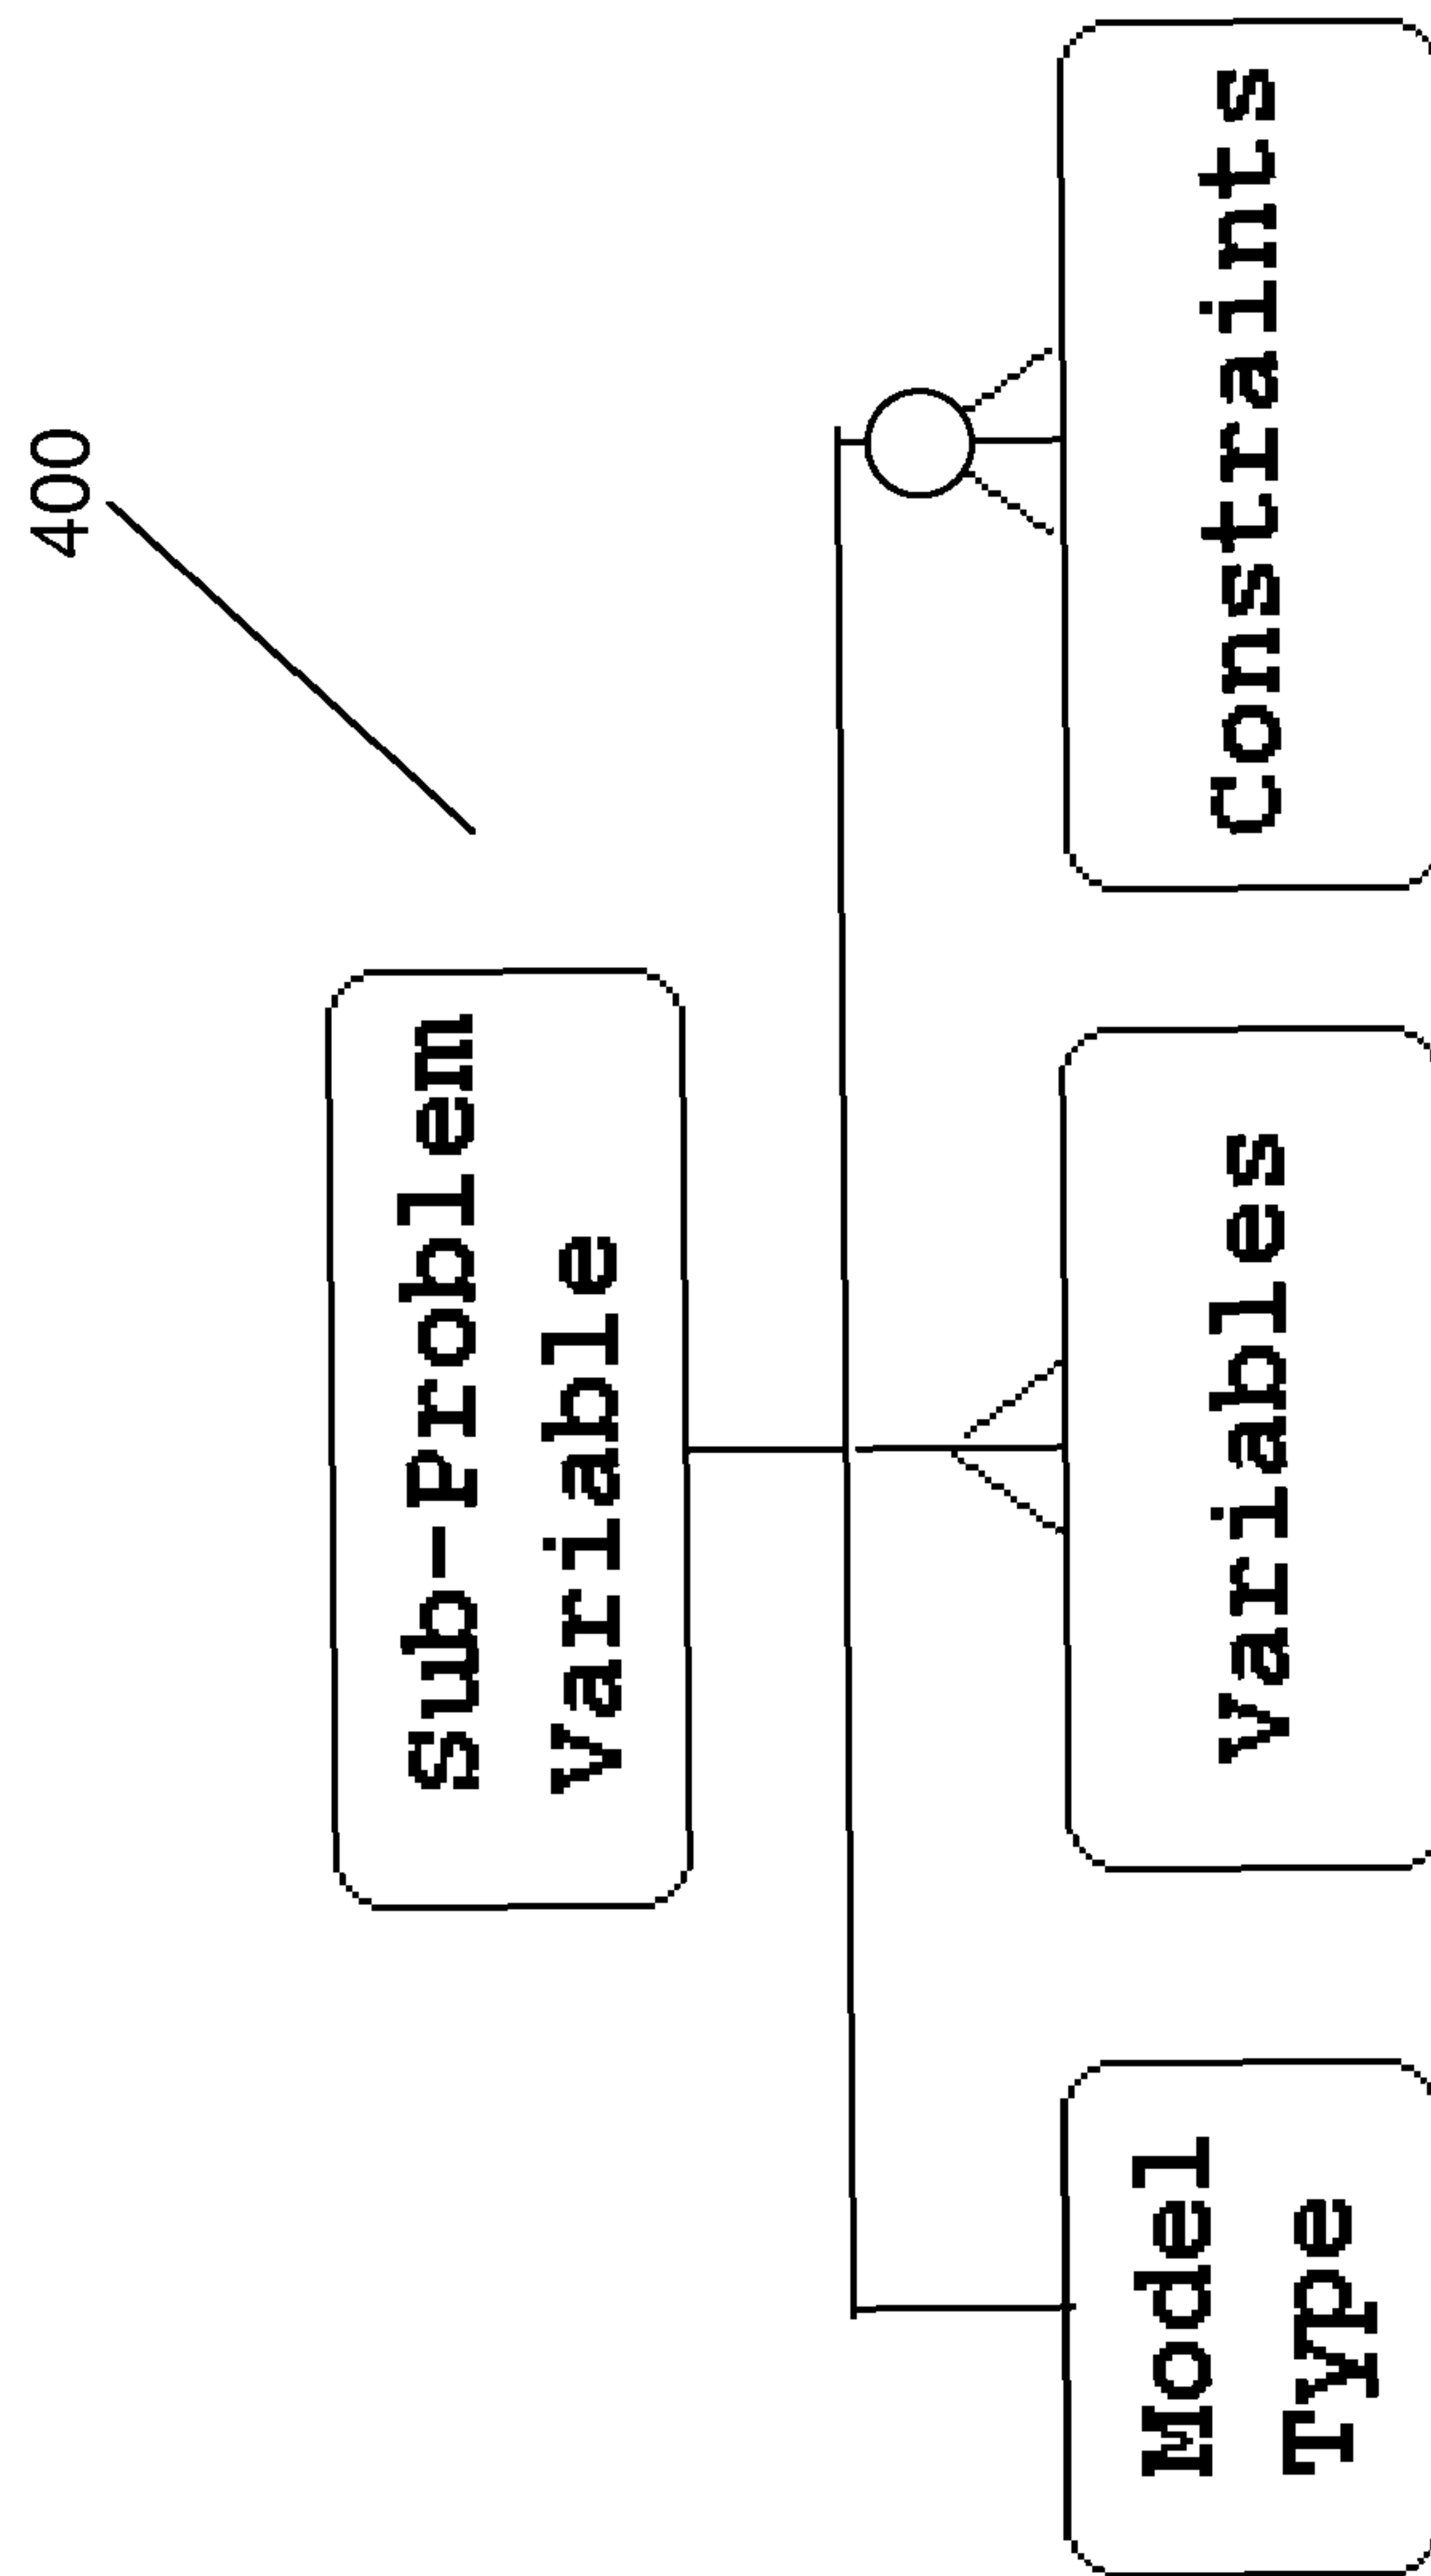 400
Sub-Problem
Variable
Model
Type
Variables
Constraints